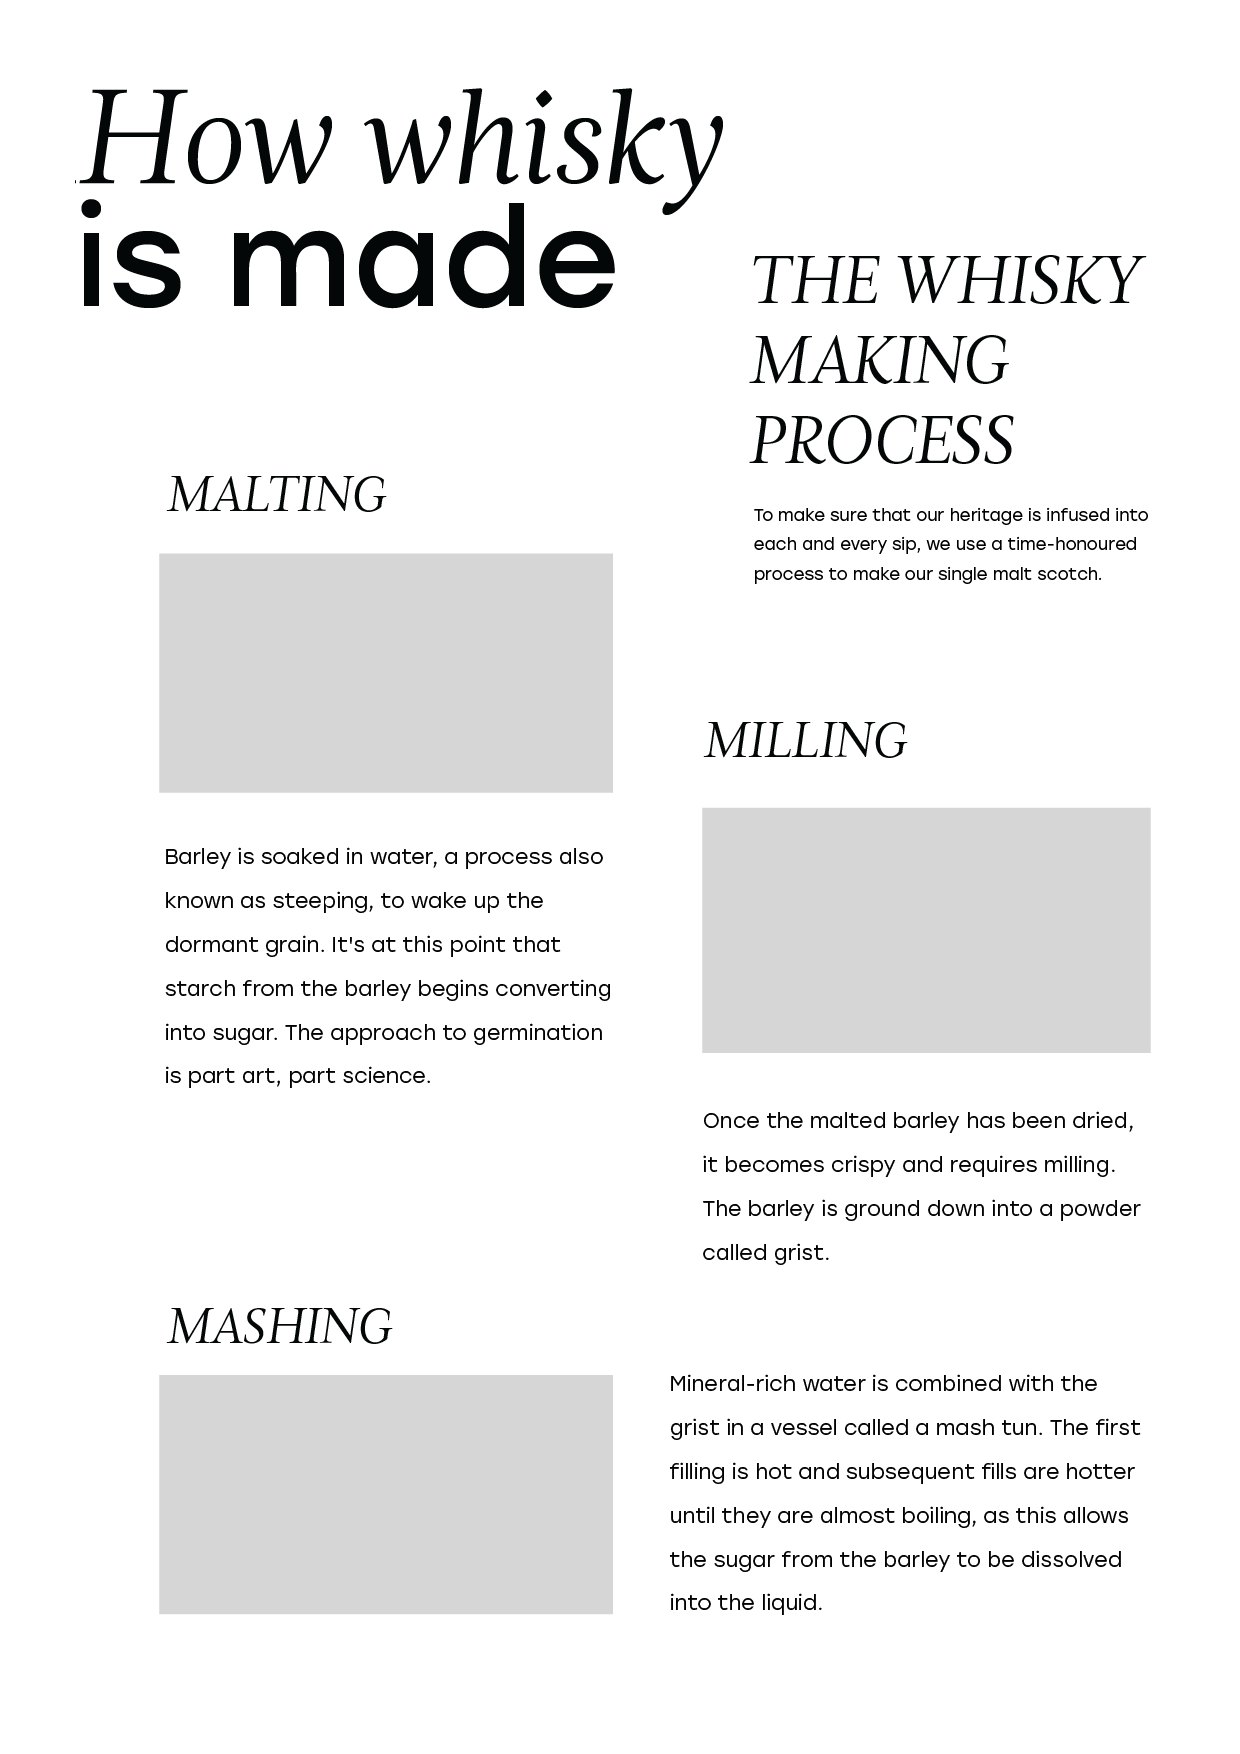 How whisky
is made
THE WHISKY
MAKING
PROCESS
To make sure that our heritage is infused into
each and every sip, we use a time-honoured
process to make our single malt scotch.
MALTING
Barley is soaked in water, a process also
known as steeping, to wake up the
dormant grain. It's at this point that
starch from the barley begins converting
into sugar. The approach to germination
is part art, part science.
MILLING
Once the malted barley has been dried,
it becomes crispy and requires milling.
The barley is ground down into a powder
called grist.
MASHING
Mineral-rich water is combined with the
grist in a vessel called a mash tun. The first
filling is hot and subsequent fills are hotter
until they are almost boiling, as this allows
the sugar from the barley to be dissolved
into the liquid.